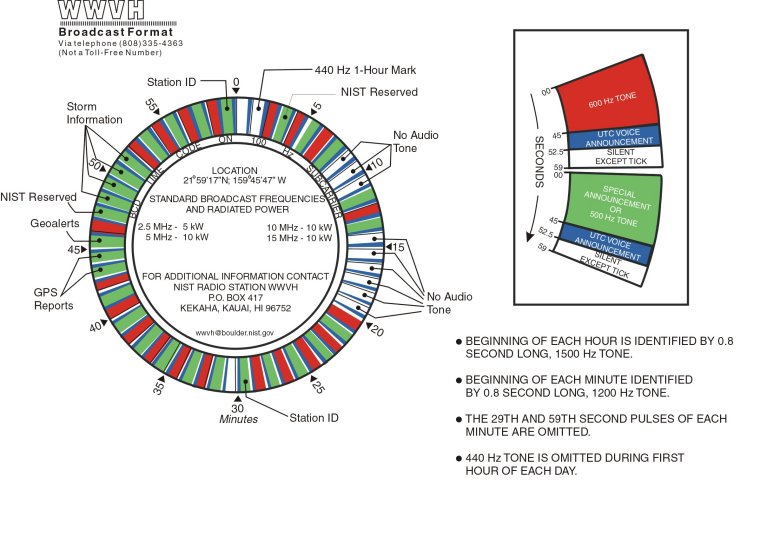 WWVH
Broadcast Format
Via telephone (808) 335-4363
(Not a Toll-Free Number)
Station ID
0
440 Hz 1-Hour Mark
NIST Reserved
55
5
Storm
Information
No Audio
Tone
50
10
BCD TIME CODE ON 100 Hz SUBCARRIER
NIST Reserved
Geoalerts
45
15
GPS
Reports
No Audio
Tone
40
20
35
25
30
Minutes
Station ID
LOCATION
21°59'17"N; 159°45'47" W
STANDARD BROADCAST FREQUENCIES
AND RADIATED POWER
2.5 MHz - 5 kW 10 MHz - 10 kW
5 MHz - 10 kW 15 MHz - 10 kW
FOR ADDITIONAL INFORMATION CONTACT
NIST RADIO STATION WWVH
P.O. BOX 417
KEKAHA, KAUAI, HI 96752
wwvh@boulder.nist.gov
SECONDS
00
600 Hz TONE
45
UTC VOICE
ANNOUNCEMENT
52.5
SILENT
EXCEPT TICK
59
00
SPECIAL
ANNOUNCEMENT
OR
500 Hz TONE
45
UTC VOICE
ANNOUNCEMENT
52.5
SILENT
EXCEPT TICK
59
● BEGINNING OF EACH HOUR IS IDENTIFIED BY 0.8
SECOND LONG, 1500 Hz TONE.
● BEGINNING OF EACH MINUTE IDENTIFIED
BY 0.8 SECOND LONG, 1200 Hz TONE.
● THE 29TH AND 59TH SECOND PULSES OF EACH
MINUTE ARE OMITTED.
● 440 Hz TONE IS OMITTED DURING FIRST
HOUR OF EACH DAY.